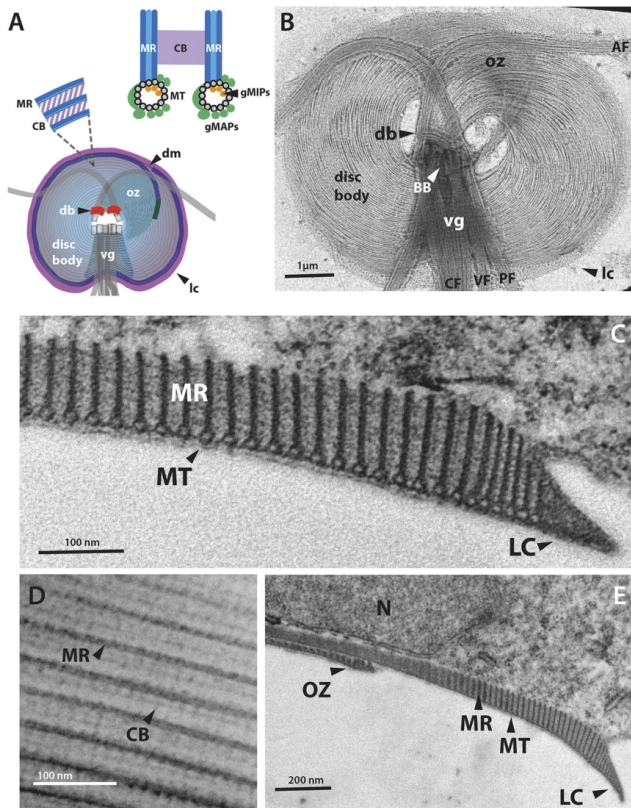 A
MR
CB
MR
MT
gMIPs
gMAPs
MR
CB
dm
oz
db
disc
body
vg
lc
B
AF
oz
db
BB
disc
body
vg
1µm
CF
VF
PF
lc
C
MR
MT
100 nm
LC
D
MR
CB
100 nm
E
N
OZ
MR
MT
200 nm
LC